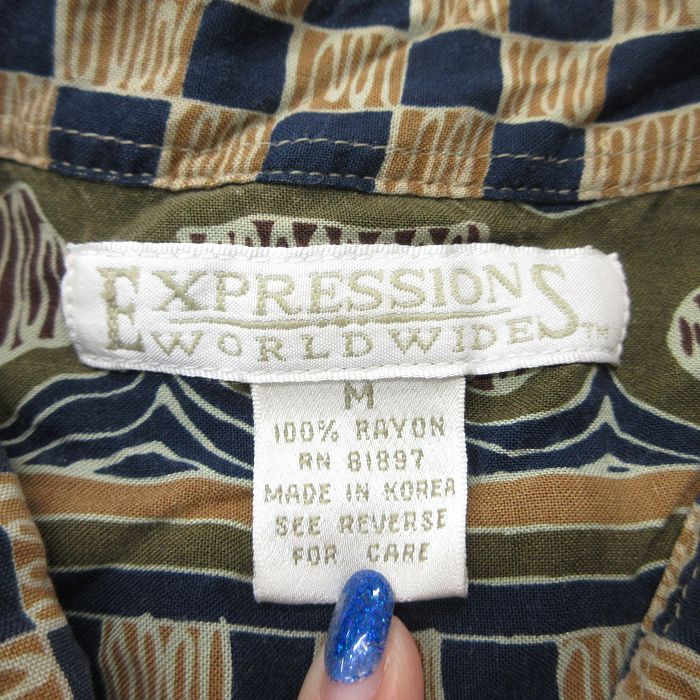 EXPRESSIONS
WORLDWIDE™
M
100% RAYON
RN 81897
MADE IN KOREA
SEE REVERSE
FOR CARE